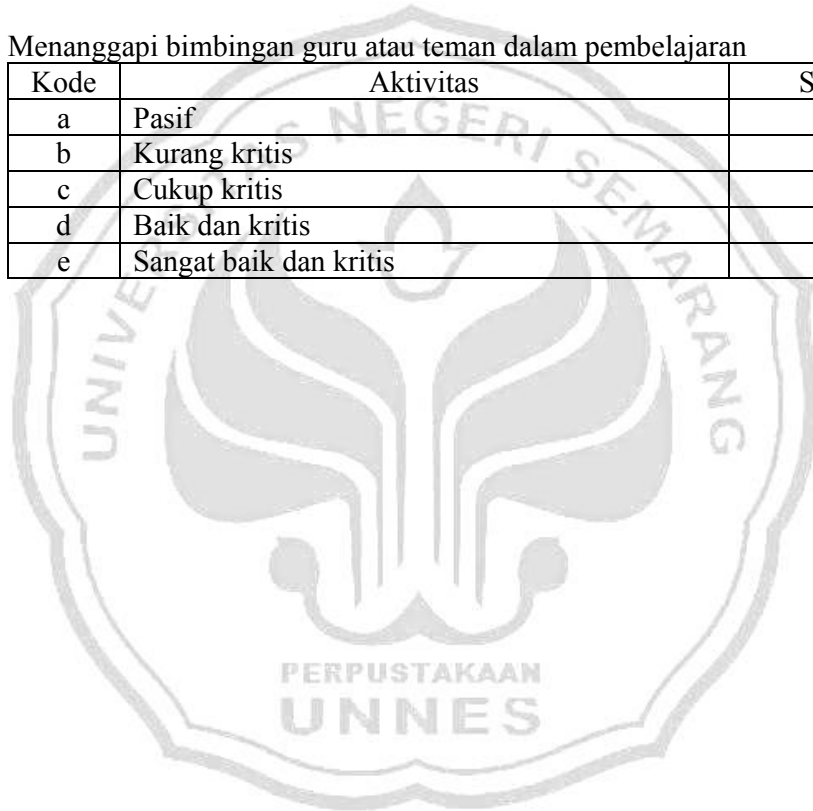 Menanggapi bimbingan guru atau teman dalam pembelajaran
Kode Aktivitas S
a Pasif
b Kurang kritis
c Cukup kritis
d Baik dan kritis
e Sangat baik dan kritis
UNIVERSITAS NEGERI SEMARANG
PERPUSTAKAAN
UNNES